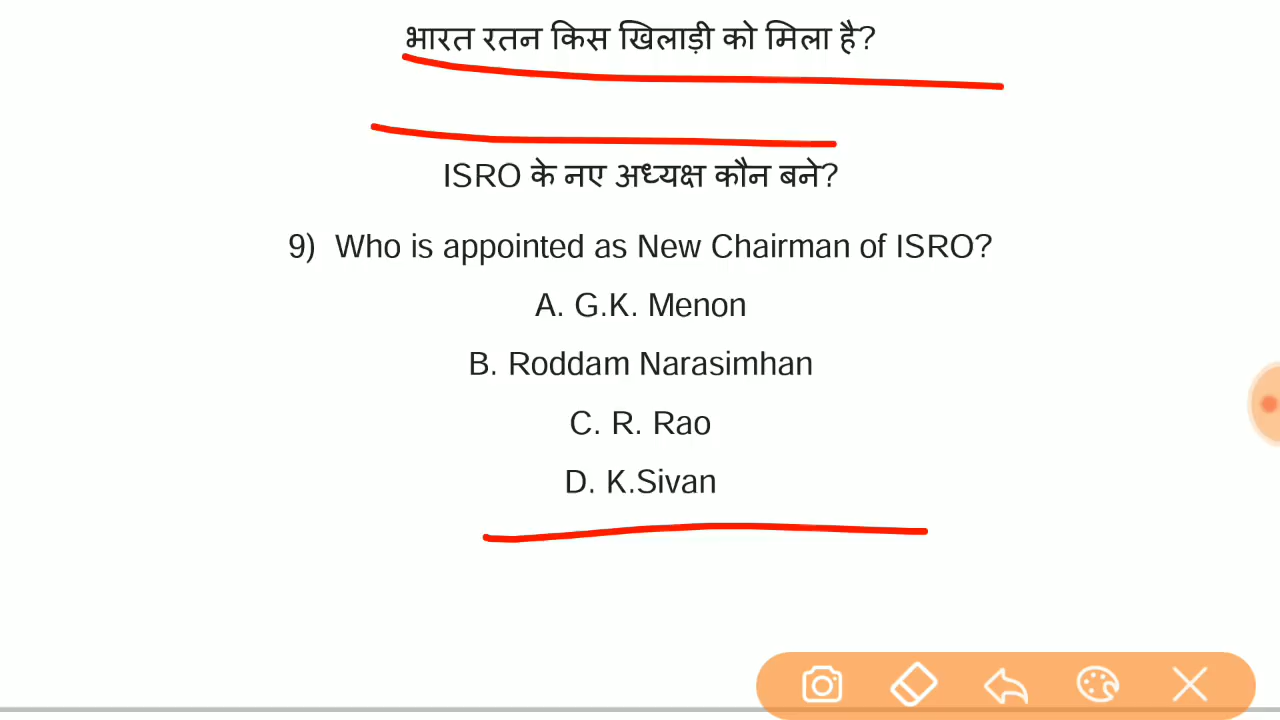 भारत रतन किस खिलाड़ी को मिला है?
ISRO के नए अध्यक्ष कौन बने?
9) Who is appointed as New Chairman of ISRO?
A. G.K. Menon
B. Roddam Narasimhan
C. R. Rao
D. K.Sivan